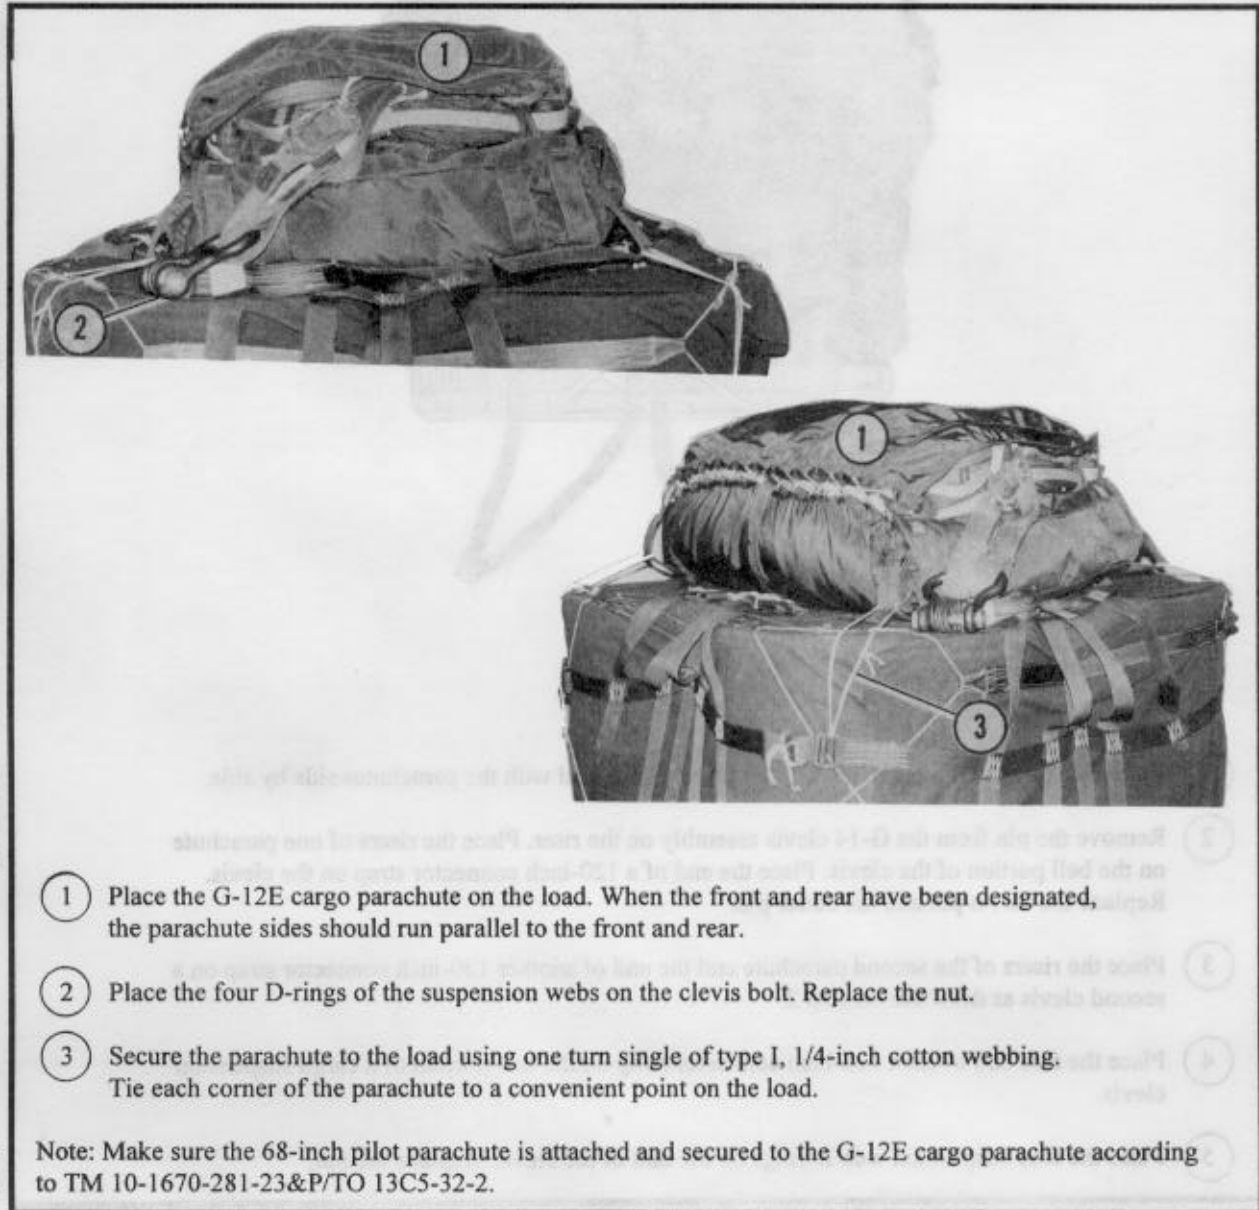 1
2
1
3
1 Place the G-12E cargo parachute on the load. When the front and rear have been designated,
the parachute sides should run parallel to the front and rear.
2 Place the four D-rings of the suspension webs on the clevis bolt. Replace the nut.
3 Secure the parachute to the load using one turn single of type I, 1/4-inch cotton webbing.
Tie each corner of the parachute to a convenient point on the load.
Note: Make sure the 68-inch pilot parachute is attached and secured to the G-12E cargo parachute according
to TM 10-1670-281-23&P/TO 13C5-32-2.